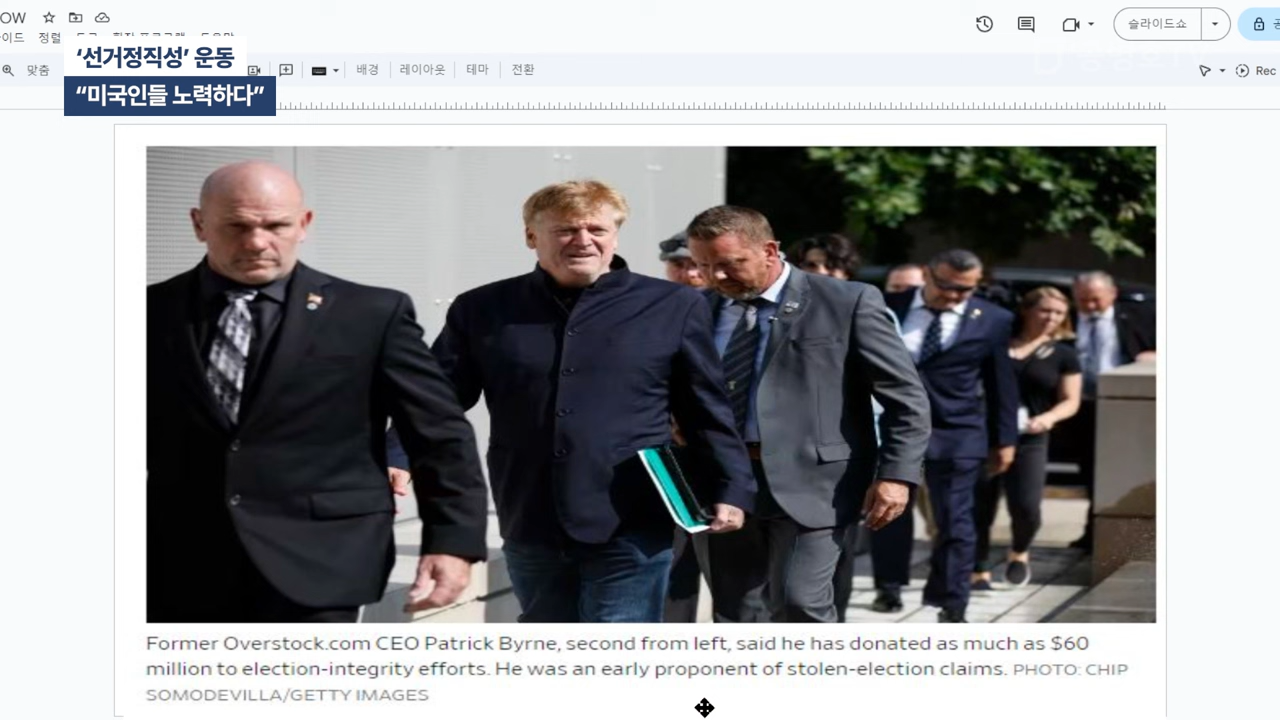 OW
이드 정렬
‘선거정직성’ 운동
“미국인들 노력하다”
슬라이드쇼
맞춤
배경
레이아웃
테마
전환
Rec
Former Overstock.com CEO Patrick Byrne, second from left, said he has donated as much as $60
million to election-integrity efforts. He was an early proponent of stolen-election claims. PHOTO: CHIP
SOMODEVILLA/GETTY IMAGES